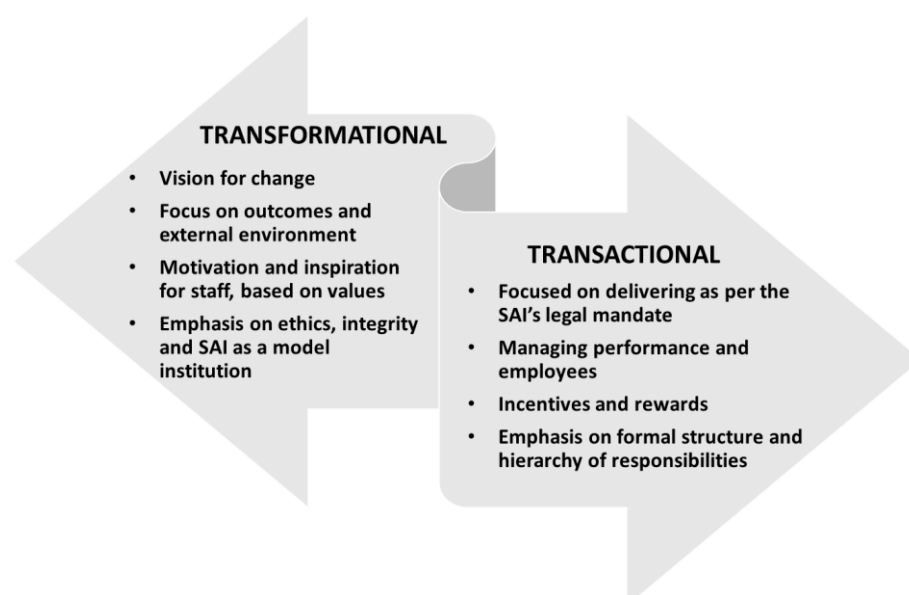 TRANSFORMATIONAL
• Vision for change
• Focus on outcomes and
external environment
• Motivation and inspiration
for staff, based on values
• Emphasis on ethics, integrity
and SAI as a model
institution
TRANSACTIONAL
• Focused on delivering as per the
SAI’s legal mandate
• Managing performance and
employees
• Incentives and rewards
• Emphasis on formal structure and
hierarchy of responsibilities